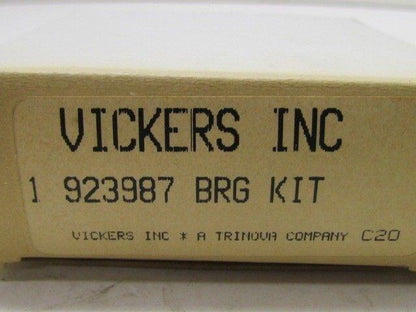 VICKERS INC
1 923987 BRG KIT
VICKERS INC * A TRINOVA COMPANY C20